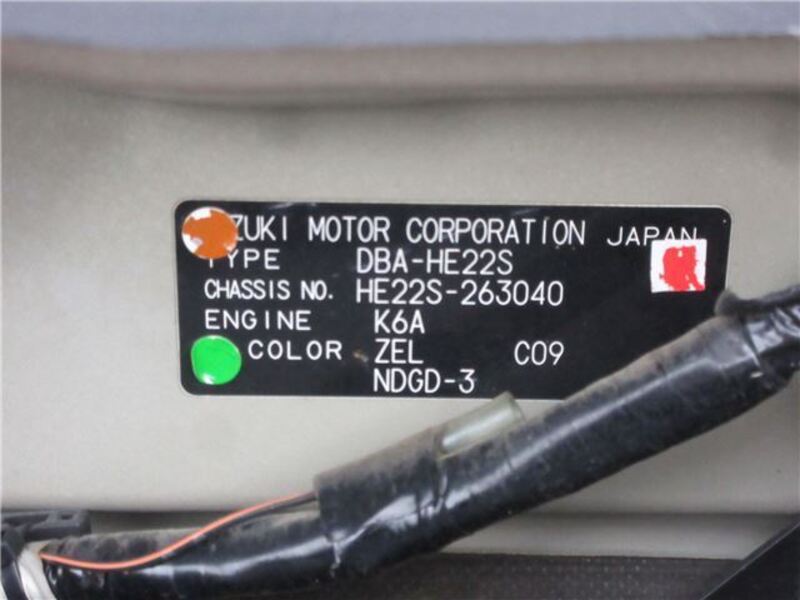 ZUKI MOTOR CORPORATION JAPAN
TYPE DBA-HE22S
CHASSIS NO. HE22S-263040
ENGINE K6A
COLOR ZEL C09
NDGD-3